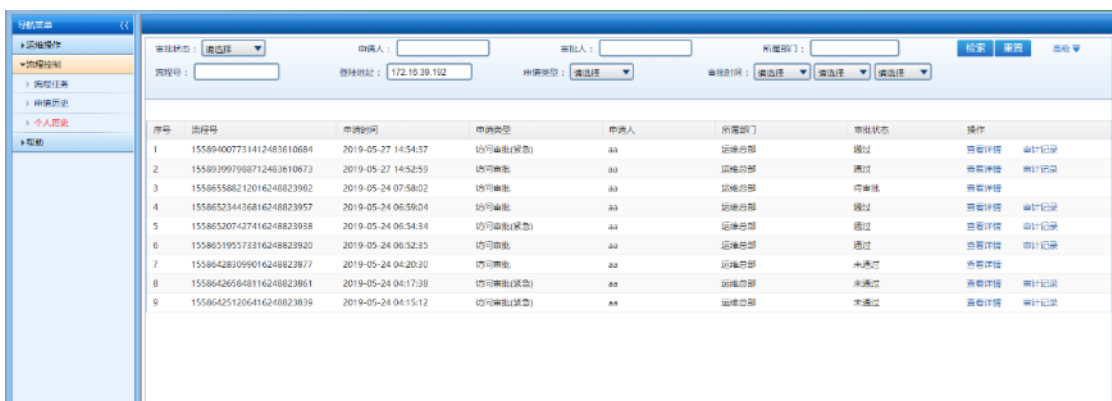 导航菜单
运维操作
流程控制
流程任务
申请历史
个人历史
帮助
审批状态： 请选择 申请人： 审批人： 所属部门： 检索 重置 高级
流程号： 登陆地址： 172.16.39.192 申请类型： 请选择 审批时间： 请选择 请选择 请选择
序号 流程号 申请时间 申请类型 申请人 所属部门 审批状态 操作
1 155894007731412483610684 2019-05-27 14:54:37 访问审批(紧急) aa 运维总部 通过 查看详情 审计记录
2 155893997988712483610673 2019-05-27 14:52:59 访问审批 aa 运维总部 通过 查看详情 审计记录
3 155865588212016248823982 2019-05-24 07:58:02 访问审批 aa 运维总部 待审批 查看详情
4 155865234436816248823957 2019-05-24 06:59:04 访问审批 aa 运维总部 通过 查看详情 审计记录
5 155865207427416248823938 2019-05-24 06:54:34 访问审批(紧急) aa 运维总部 通过 查看详情 审计记录
6 155865195573316248823920 2019-05-24 06:52:35 访问审批(紧急) aa 运维总部 通过 查看详情 审计记录
7 155864283099016248823877 2019-05-24 04:20:30 访问审批 aa 运维总部 未通过 查看详情
8 155864265848116248823861 2019-05-24 04:17:38 访问审批(紧急) aa 运维总部 未通过 查看详情 审计记录
9 155864251206416248823839 2019-05-24 04:15:12 访问审批(紧急) aa 运维总部 未通过 查看详情 审计记录